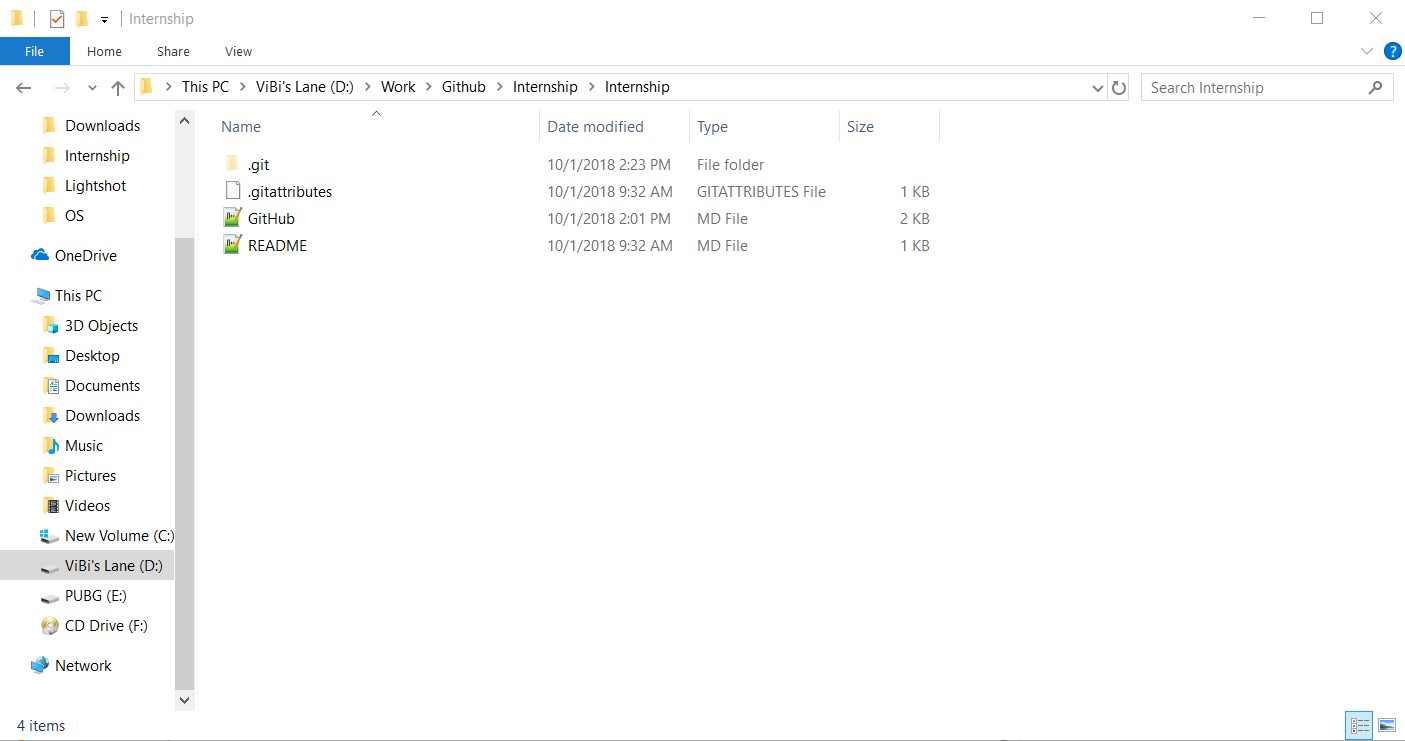 Internship
File Home Share View
This PC ViBi's Lane (D:) Work Github Internship Internship
Search Internship
Downloads
Internship
Lightshot
OS
OneDrive
This PC
3D Objects
Desktop
Documents
Downloads
Music
Pictures
Videos
New Volume (C:)
ViBi's Lane (D:)
PUBG (E:)
CD Drive (F:)
Network
Name Date modified Type Size
.git 10/1/2018 2:23 PM File folder
.gitattributes 10/1/2018 9:32 AM GITATTRIBUTES File 1 KB
GitHub 10/1/2018 2:01 PM MD File 2 KB
README 10/1/2018 9:32 AM MD File 1 KB
4 items